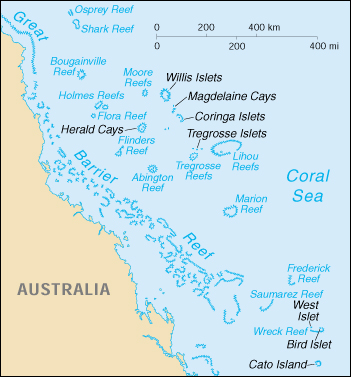 Osprey Reef
Great
Shark Reef
0 200 400 km
0 200 400 mi
Bougainville
Reef
Moore
Reefs
Willis Islets
Holmes Reefs
Magdelaine Cays
Flora Reef
Coringa Islets
Herald Cays
Tregrosse Islets
Flinders
Reef
Barrier
Lihou
Reefs
Tregrosse
Reefs
Abington
Reef
Coral
Sea
Marion
Reef
Reef
AUSTRALIA
Frederick
Reef
Saumarez Reef
West
Islet
Wreck Reef
Bird Islet
Cato Island